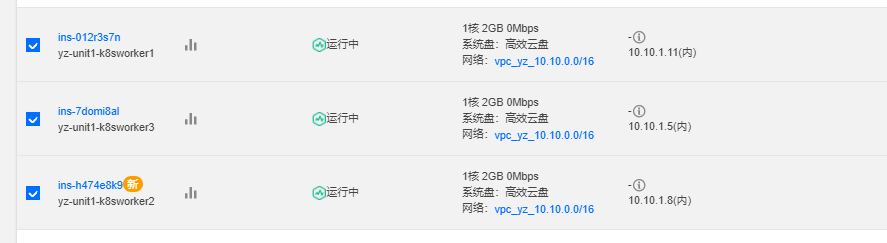 ins-012r3s7n
yz-unit1-k8sworker1
运行中
1核 2GB 0Mbps
系统盘：高效云盘
网络：vpc_yz_10.10.0.0/16
-
10.10.1.11(内)
ins-7domi8al
yz-unit1-k8sworker3
运行中
1核 2GB 0Mbps
系统盘：高效云盘
网络：vpc_yz_10.10.0.0/16
-
10.10.1.5(内)
ins-h474e8k9 新
yz-unit1-k8sworker2
运行中
1核 2GB 0Mbps
系统盘：高效云盘
网络：vpc_yz_10.10.0.0/16
-
10.10.1.8(内)